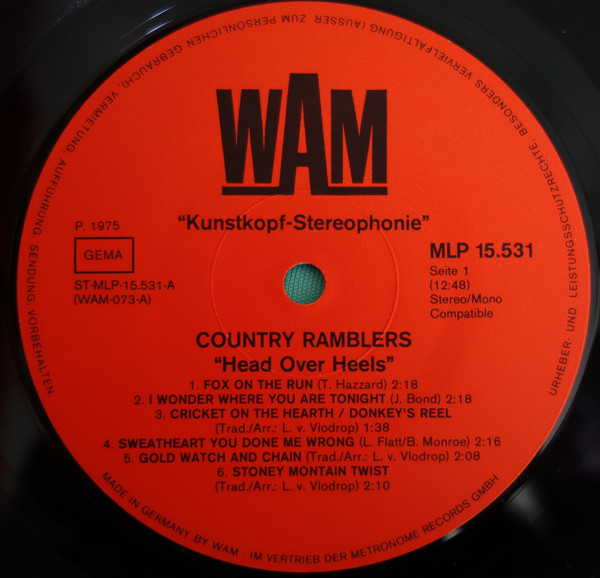 URHEBER- UND LEISTUNGSSCHUTZRECHTE, BESONDERS VERVIELFÄLTIGUNG (AUSSER ZUM PERSÖNLICHEN GEBRAUCH), VERMIETUNG, AUFFÜHRUNG, SENDUNG, VORBEHALTEN
WAM
"Kunstkopf-Stereophonie"
P. 1975
GEMA
ST-MLP-15.531-A
(WAM-073-A)
MLP 15.531
Seite 1
(12:48)
Stereo/Mono
Compatible
COUNTRY RAMBLERS
"Head Over Heels"
1. FOX ON THE RUN (T. Hazzard) 2:18
2. I WONDER WHERE YOU ARE TONIGHT (J. Bond) 2:18
3. CRICKET ON THE HEARTH / DONKEY'S REEL
(Trad./Arr.: L. v. Vlodrop) 1:38
4. SWEATHEART YOU DONE ME WRONG (L. Flatt/B. Monroe) 2:16
5. GOLD WATCH AND CHAIN (Trad./Arr.: L. v. Vlodrop) 2:08
6. STONEY MONTAIN TWIST
(Trad./Arr.: L. v. Vlodrop) 2:10
MADE IN GERMANY BY WAM · IM VERTRIEB DER METRONOME RECORDS GMBH